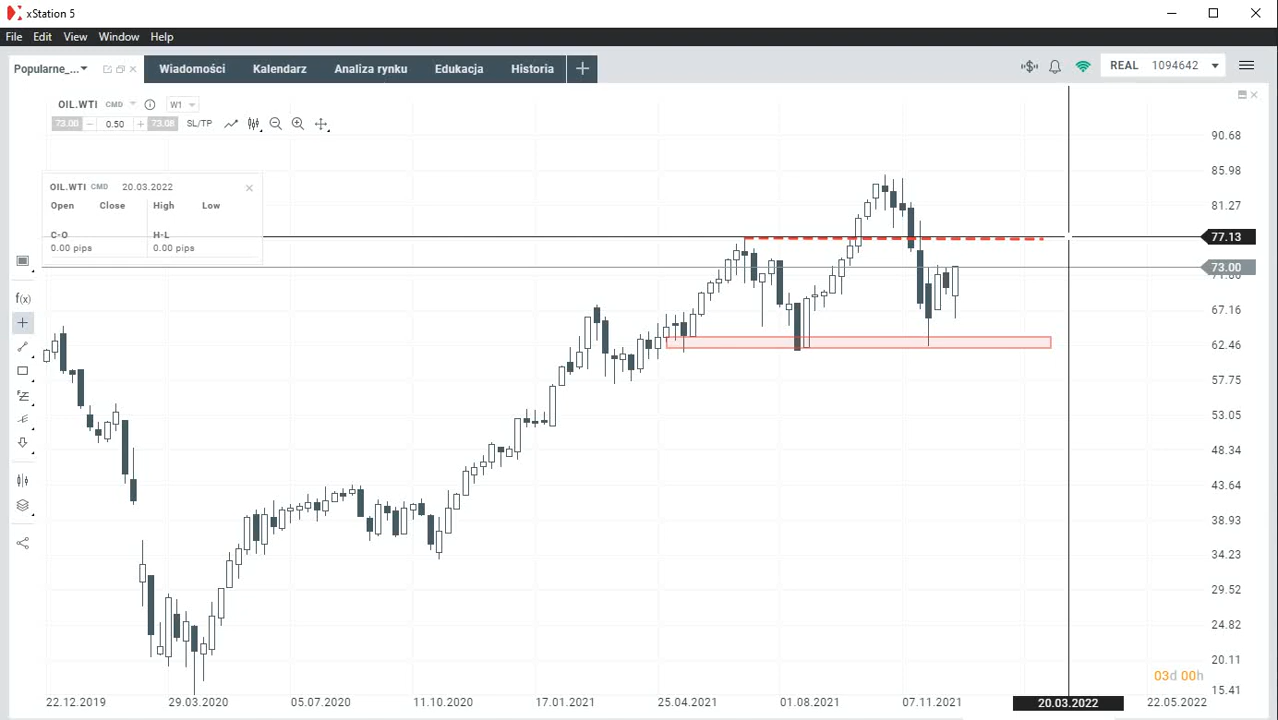 xStation 5
File Edit View Window Help
Popularne_... Wiadomości Kalendarz Analiza rynku Edukacja Historia REAL 1094642
OIL.WTI CMD W1
73.00 0.50 73.08 SL/TP
OIL.WTI CMD 20.03.2022
Open Close High Low
C-O H-L
0.00 pips 0.00 pips
f(x)
90.68
85.98
81.27
77.13
73.00
67.16
62.46
57.75
53.05
48.34
43.64
38.93
34.23
29.52
24.82
20.11
15.41
03d 00h
22.12.2019 29.03.2020 05.07.2020 11.10.2020 17.01.2021 25.04.2021 01.08.2021 07.11.2021 20.03.2022 22.05.2022